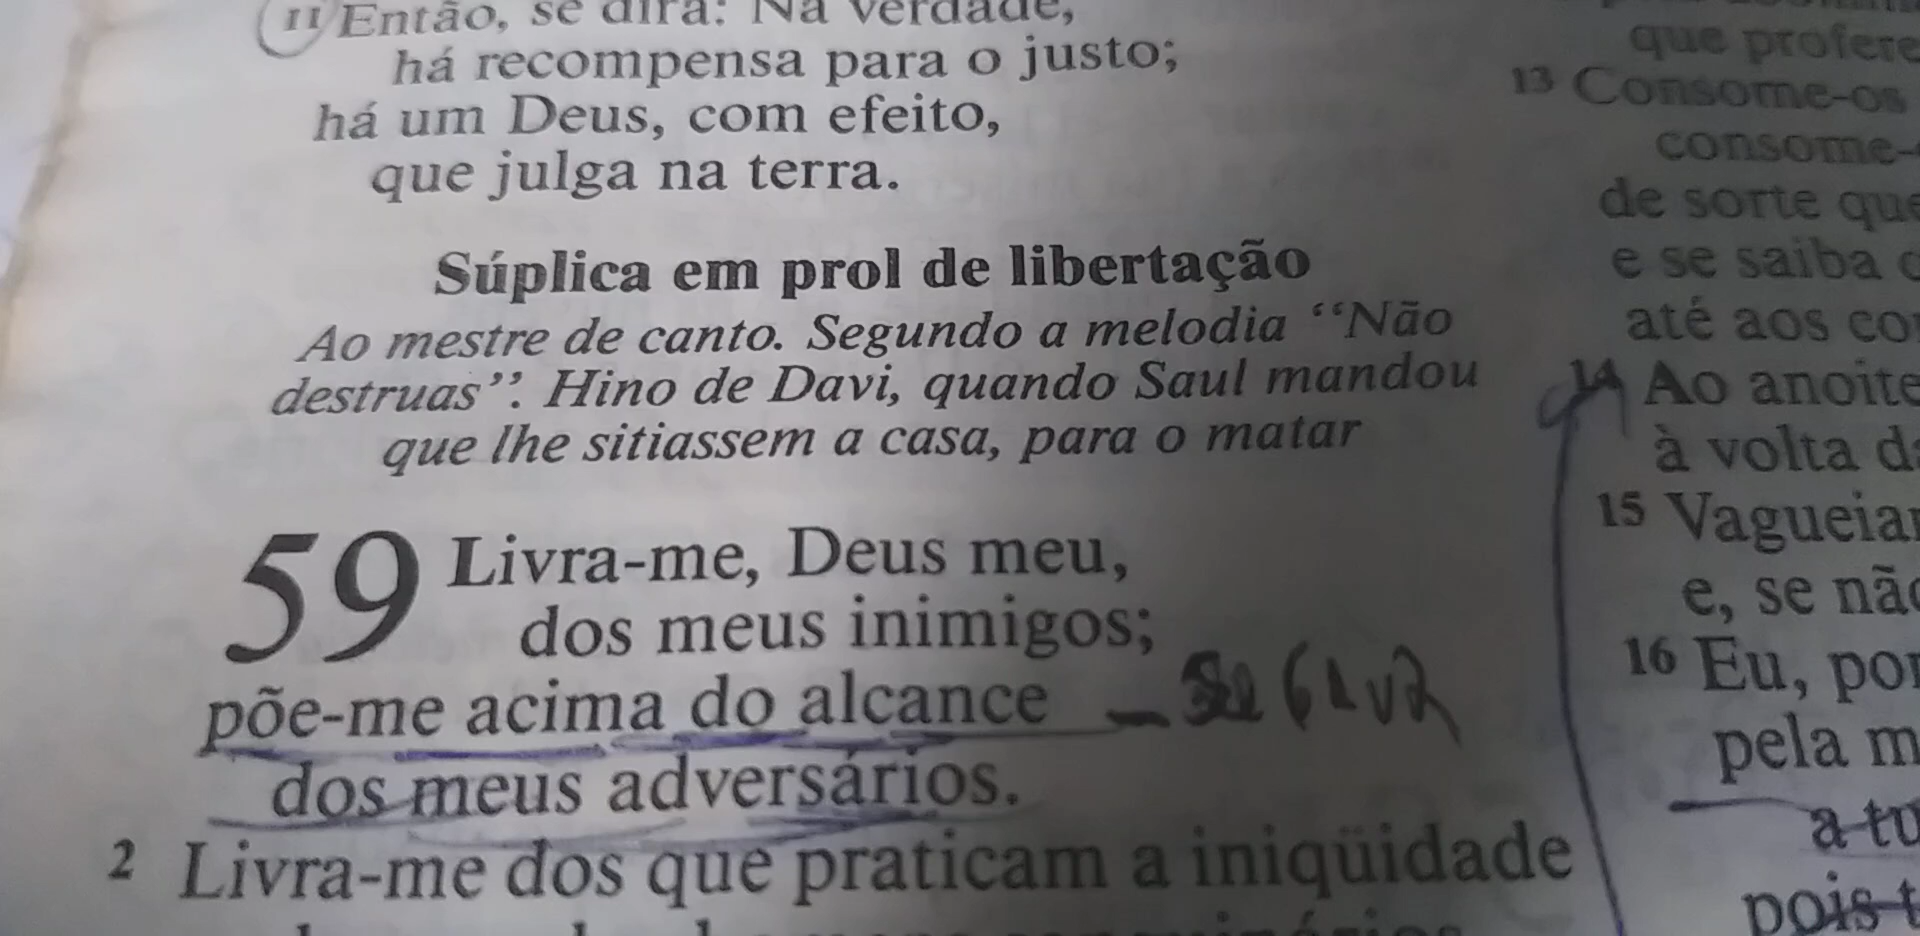 11 Então, se dirá: Na verdade,
há recompensa para o justo;
há um Deus, com efeito,
que julga na terra.
Súplica em prol de libertação
Ao mestre de canto. Segundo a melodia “Não
destruas”. Hino de Davi, quando Saul mandou
que lhe sitiassem a casa, para o matar
59 Livra-me, Deus meu,
dos meus inimigos;
põe-me acima do alcance
dos meus adversários.
2 Livra-me dos que praticam a iniqüidade
que profere
13 Consome-os
consome-
de sorte que
e se saiba
até aos
14 Ao anoite
à volta d
15 Vagueia
e, se não
16 Eu, por
pela m
a tu
pois t